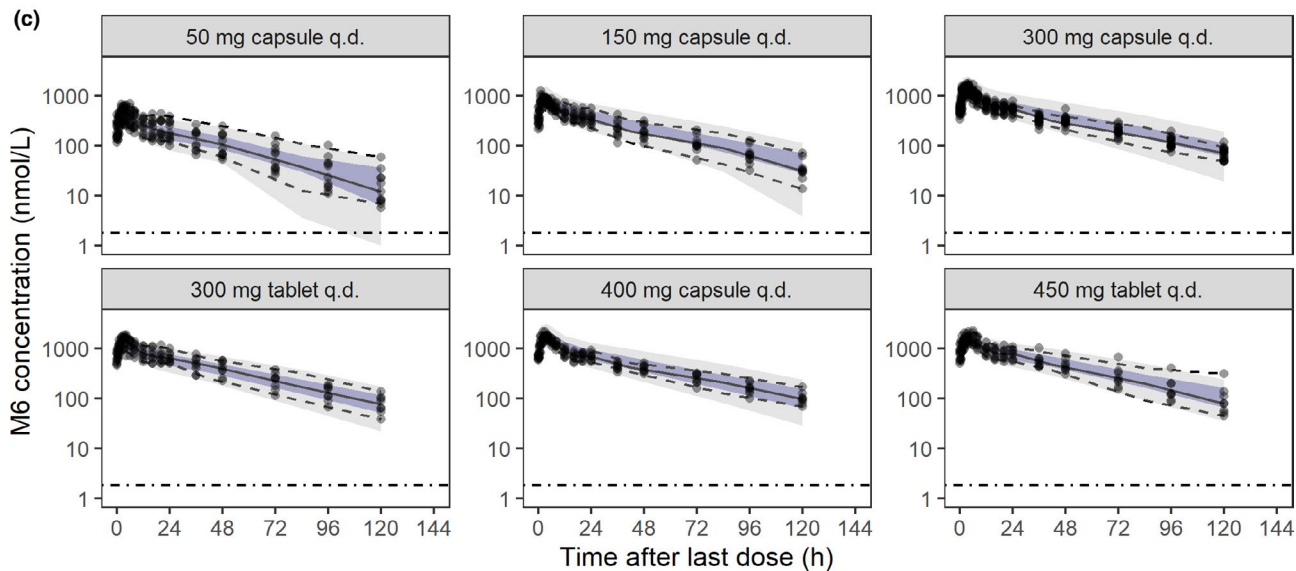 (c)
50 mg capsule q.d. 150 mg capsule q.d. 300 mg capsule q.d.
1000
100
10
1
300 mg tablet q.d. 400 mg capsule q.d. 450 mg tablet q.d.
1000
100
10
1
M6 concentration (nmol/L)
0 24 48 72 96 120 144 0 24 48 72 96 120 144 0 24 48 72 96 120 144
Time after last dose (h)